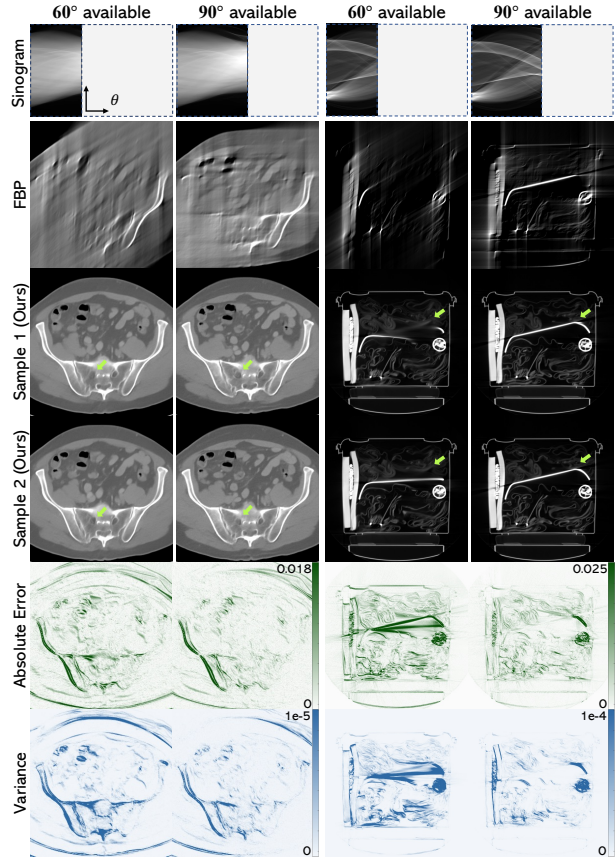 60° available 90° available 60° available 90° available
Sinogram
θ
FBP
Sample 1 (Ours)
Sample 2 (Ours)
Absolute Error
0.018
0
0.025
0
Variance
1e-5
0
1e-4
0